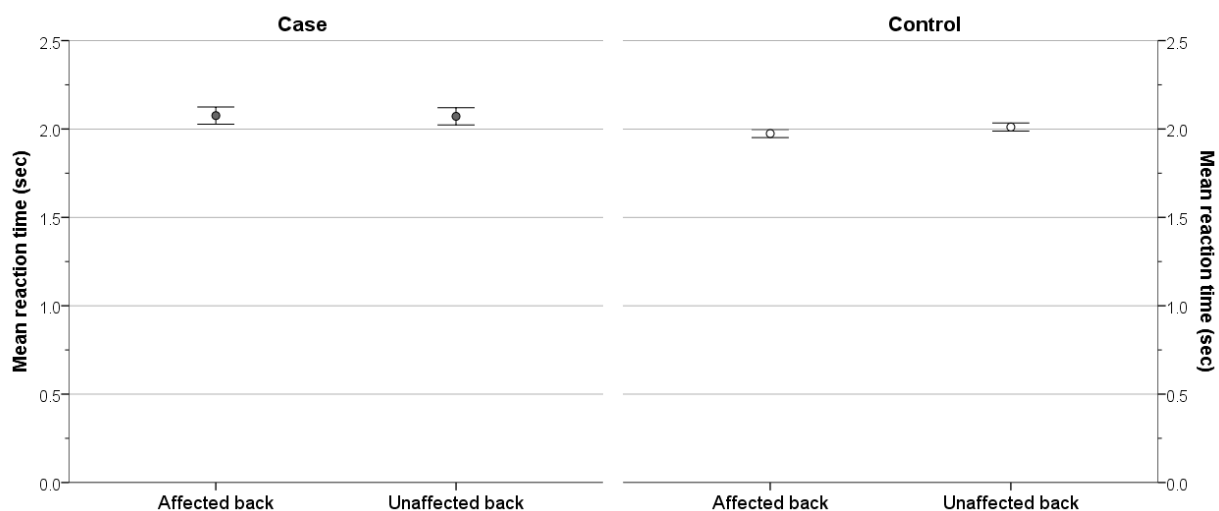 Case
Control
Mean reaction time (sec)
2.5
2.0
1.5
1.0
0.5
0.0
Affected back
Unaffected back
Affected back
Unaffected back
2.5
2.0
1.5
1.0
0.5
0.0
Mean reaction time (sec)